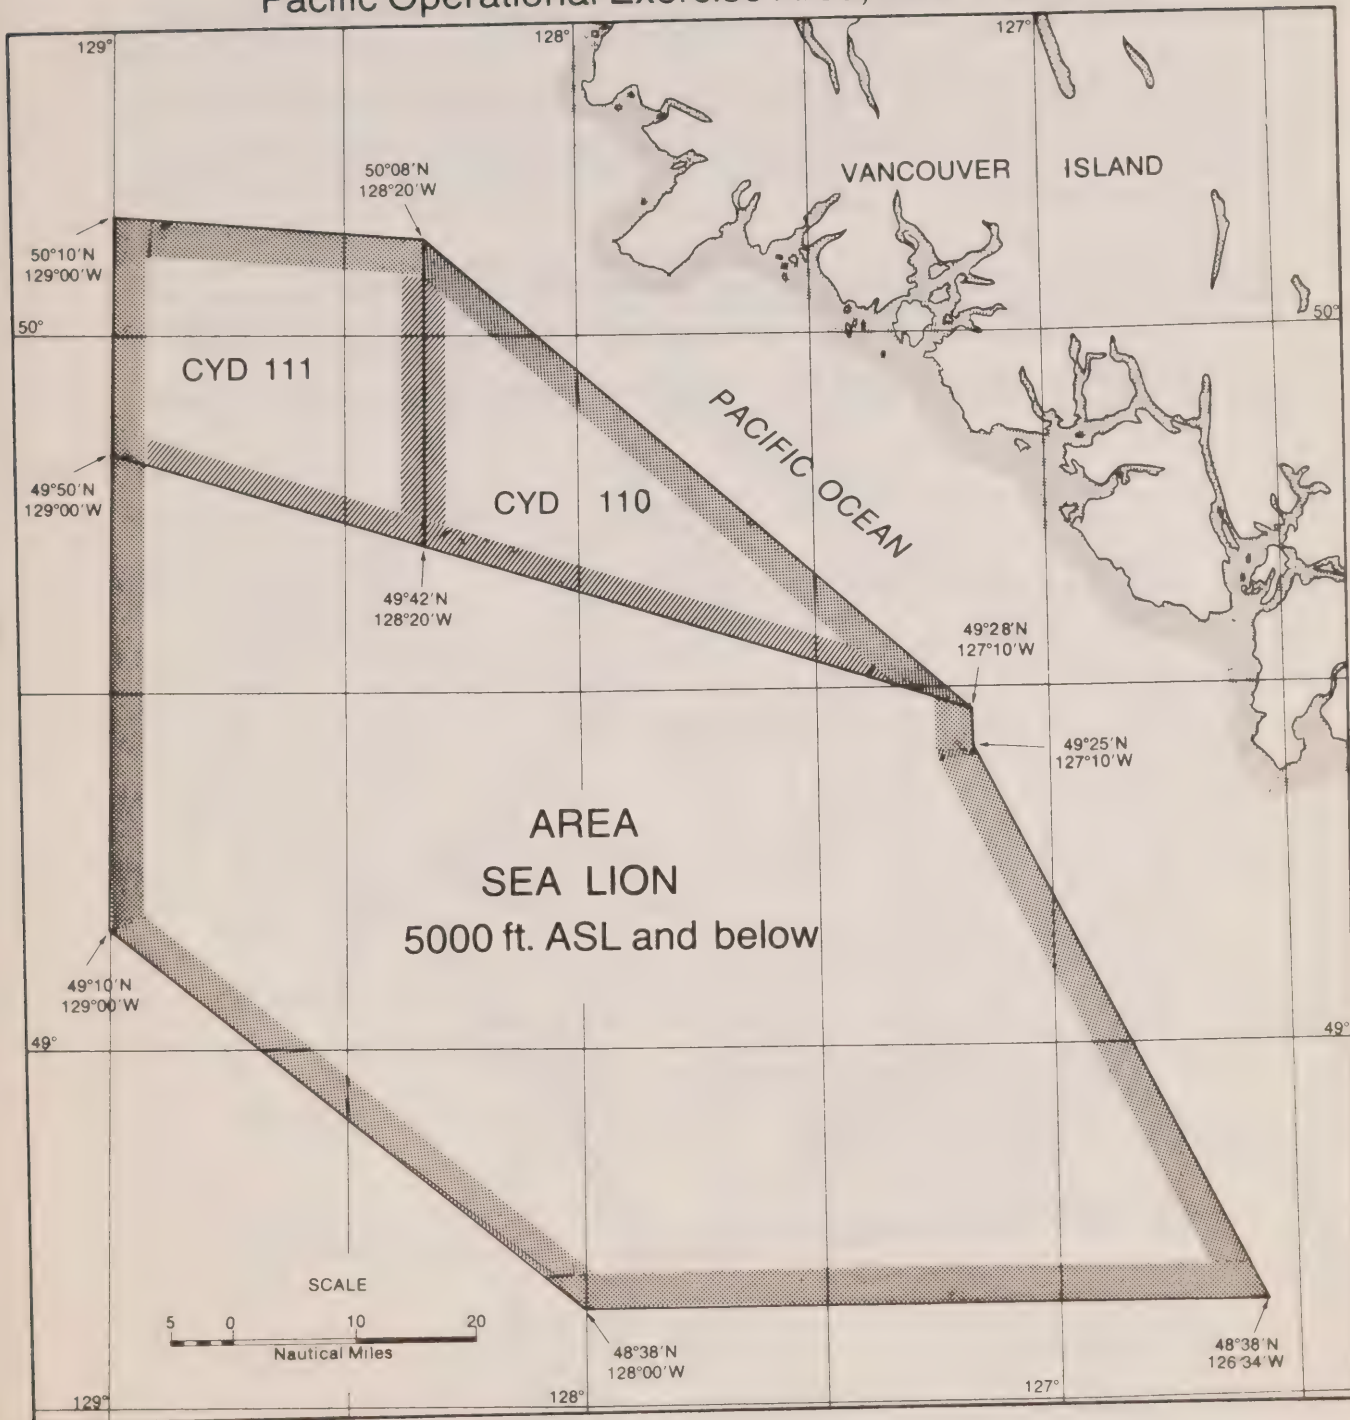 Pacific Operational Exercise
129°
128°
127°
50°08'N
128°20'W
VANCOUVER ISLAND
50°10'N
129°00'W
50°
50°
CYD 111
PACIFIC OCEAN
49°50'N
129°00'W
CYD 110
49°42'N
128°20'W
49°28'N
127°10'W
49°25'N
127°10'W
AREA
SEA LION
5000 ft. ASL and below
49°10'N
129°00'W
49°
49°
SCALE
5 0 10 20
Nautical Miles
48°38'N
128°00'W
48°38'N
126°34'W
129°
128°
127°